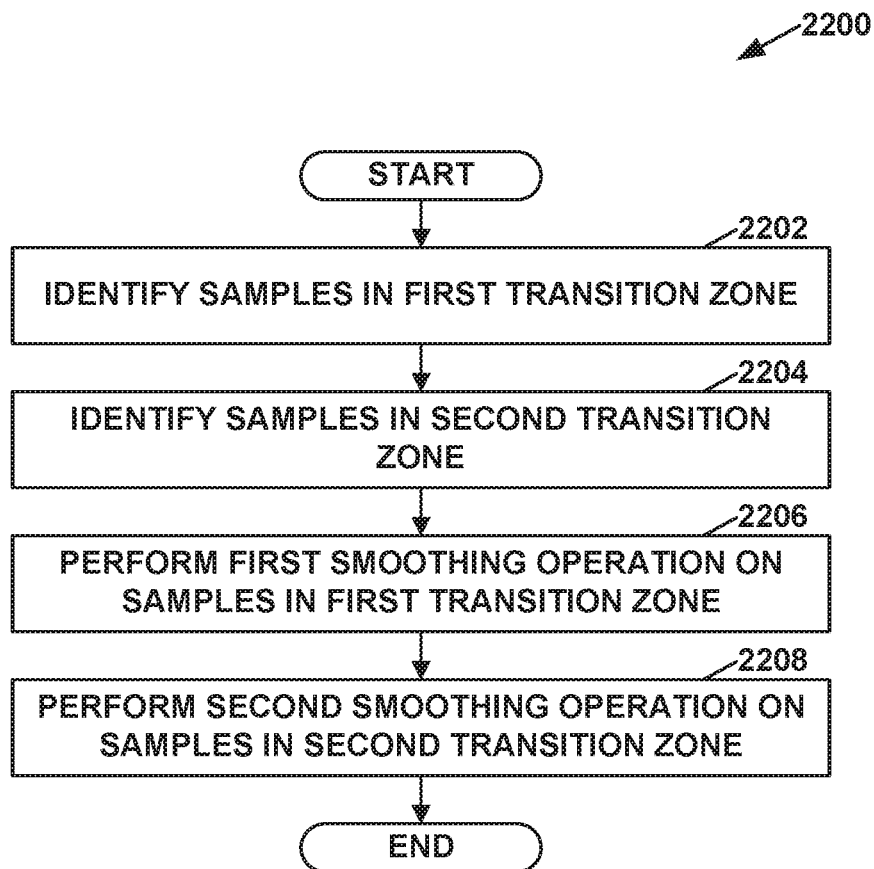 2200
START
2202
IDENTIFY SAMPLES IN FIRST TRANSITION ZONE
2204
IDENTIFY SAMPLES IN SECOND TRANSITION
ZONE
2206
PERFORM FIRST SMOOTHING OPERATION ON
SAMPLES IN FIRST TRANSITION ZONE
2208
PERFORM SECOND SMOOTHING OPERATION ON
SAMPLES IN SECOND TRANSITION ZONE
END